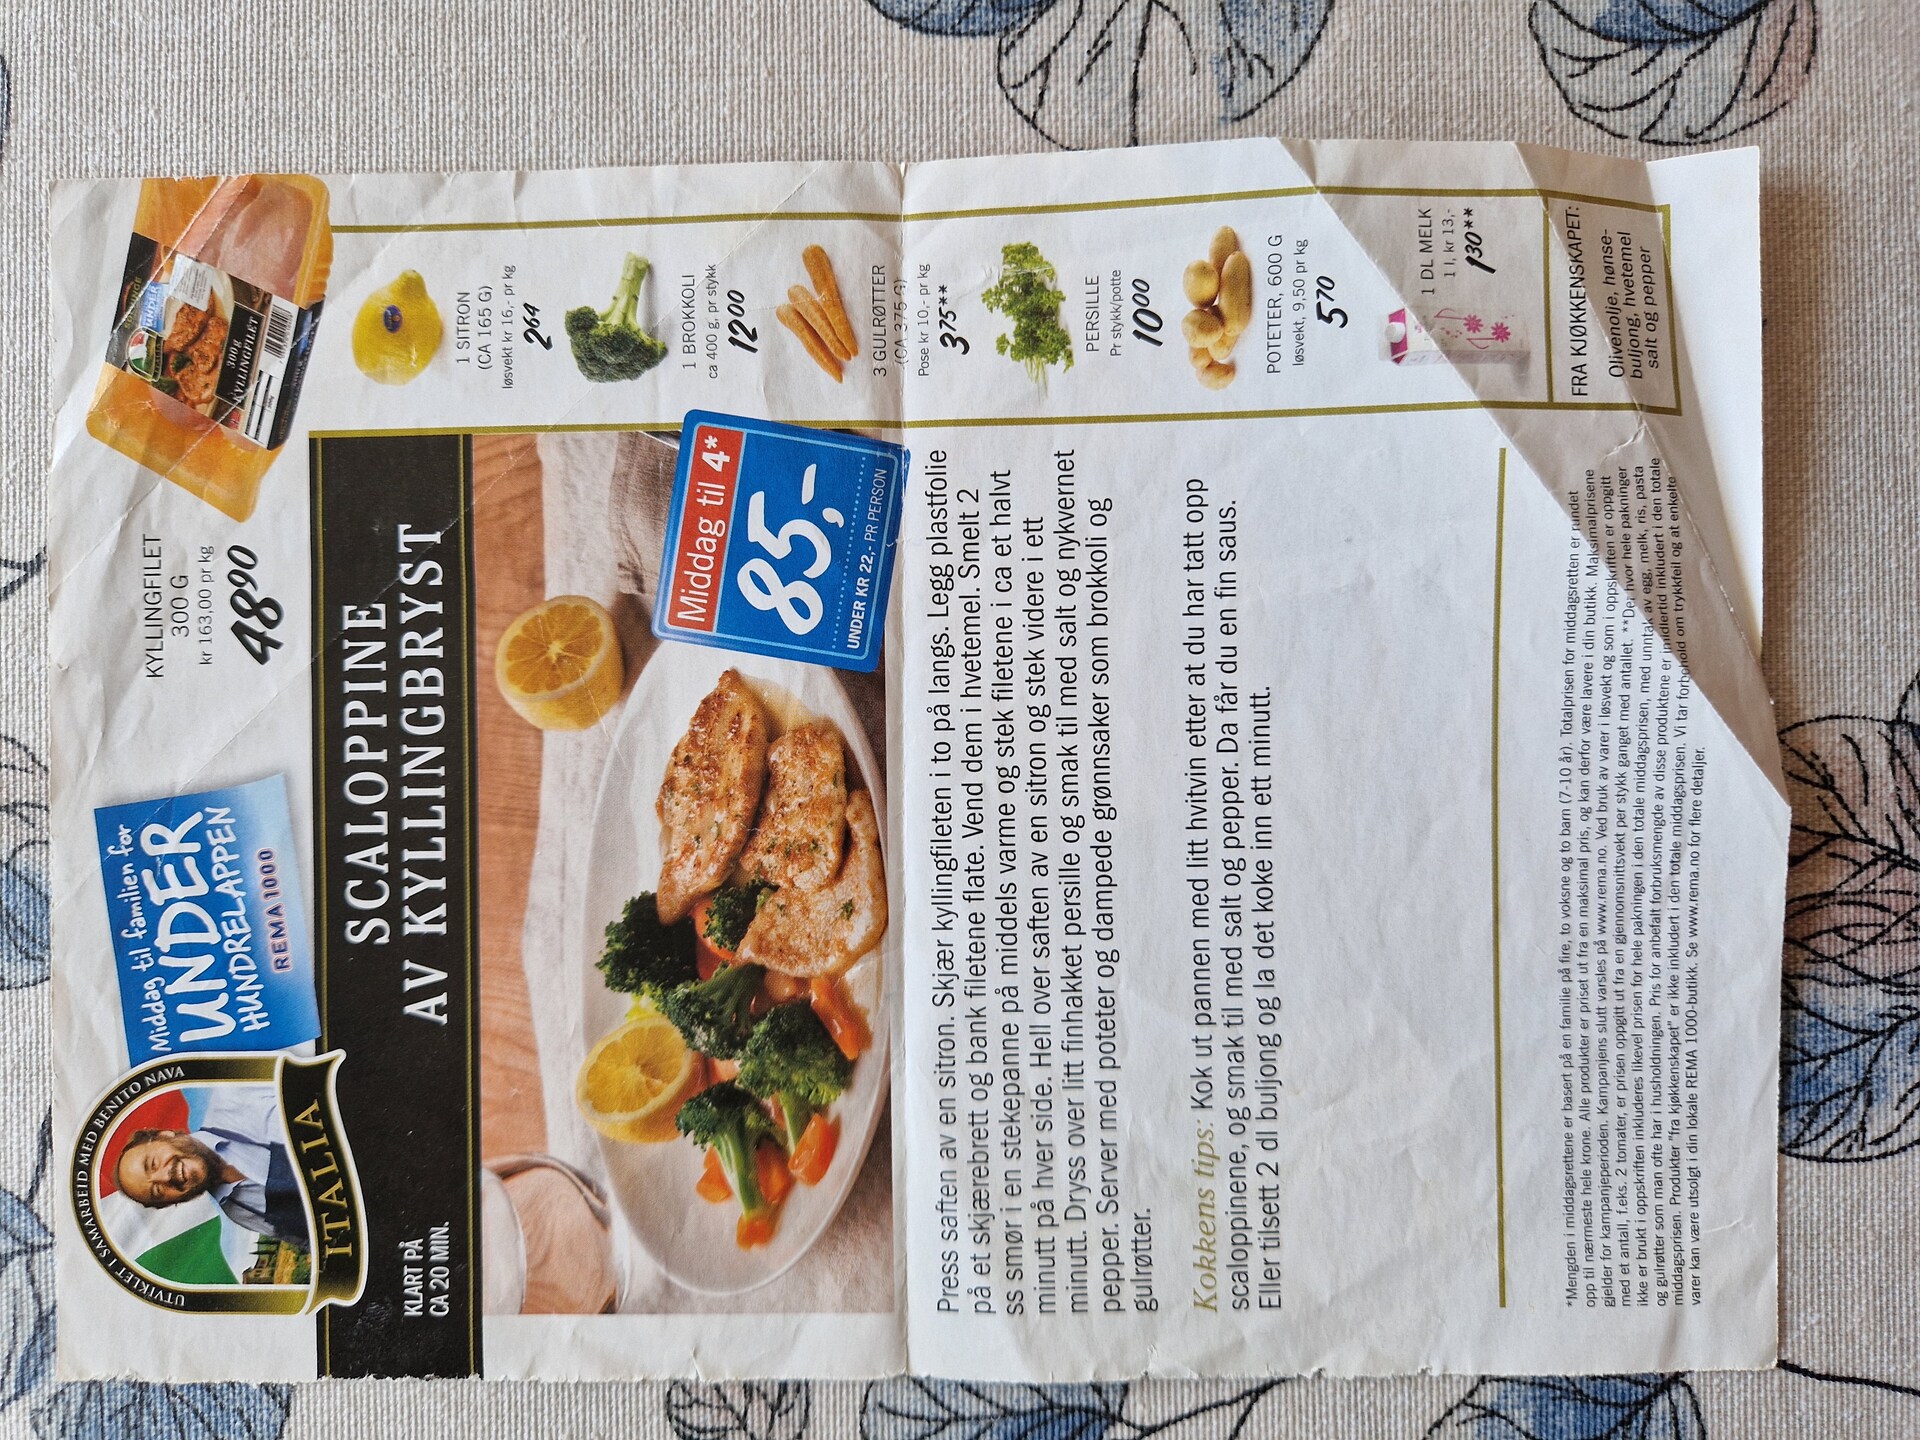 UTVIKLET I SAMARBEID MED BENITO NAVA
ITALIA
Middag til familien for
UNDER
HUNDRELAPPEN
REMA 1000
KYLLINGFILET
300 G
kr 163,00 pr kg
48⁹⁰
ITALIA
UNDER
300g
KYLLINGFILET
KLART PÅ
CA 20 MIN.
SCALOPPINE
AV KYLLINGBRYST
Middag til 4*
85,-
UNDER KR 22,- PR PERSON
1 SITRON
(CA 165 G)
løsvekt kr 16,- pr kg
2⁶⁴
1 BROKKOLI
ca 400 g, pr stykk
12⁰⁰
3 GULRØTTER
(CA 375 G)
Pose kr 10,- pr kg
3⁷⁵**
PERSILLE
Pr stykk/potte
10⁰⁰
POTETER, 600 G
løsvekt, 9,50 pr kg
5⁷⁰
1 DL MELK
1 l, kr 13,-
1³⁰**
FRA KJØKKENSKAPET:
Olivenolje, hønse-
buljong, hvetemel
salt og pepper
Press saften av en sitron. Skjær kyllingfileten i to på langs. Legg plastfolie
på et skjærebrett og bank filetene flate. Vend dem i hvetemel. Smelt 2
ss smør i en stekepanne på middels varme og stek filetene i ca et halvt
minutt på hver side. Hell over saften av en sitron og stek videre i ett
minutt. Dryss over litt finhakket persille og smak til med salt og nykvernet
pepper. Server med poteter og dampede grønnsaker som brokkoli og
gulrøtter.
Kokkens tips: Kok ut pannen med litt hvitvin etter at du har tatt opp
scaloppinene, og smak til med salt og pepper. Da får du en fin saus.
Eller tilsett 2 dl buljong og la det koke inn ett minutt.
*Mengden i middagsrettene er basert på en familie på fire, to voksne og to barn (7-10 år). Totalprisen for middagsretten er rundet
opp til nærmeste hele krone. Alle produkter er priset ut fra en maksimal pris, og kan derfor være lavere i din butikk. Maksimalprisene
gjelder for kampanjeperioden. Kampanjens slutt varsles på www.rema.no. Ved bruk av varer i løsvekt og som i oppskriften er oppgitt
med et antall, f.eks. 2 tomater, er prisen oppgitt ut fra en gjennomsnittsvekt per stykk ganget med antallet. **Der hvor hele pakninger
ikke er brukt i oppskriften inkluderes likevel prisen for hele pakningen i den totale middagsprisen, med unntak av egg, melk, ris, pasta
og gulrøtter som man ofte har i husholdningen. Pris for anbefalt forbruksmengde av disse produktene er imidlertid inkludert i den totale
middagsprisen. Produkter "fra kjøkkenskapet" er ikke inkludert i den totale middagsprisen. Vi tar forbehold om trykkfeil og at enkelte
varer kan være utsolgt i din lokale REMA 1000-butikk. Se www.rema.no for flere detaljer.